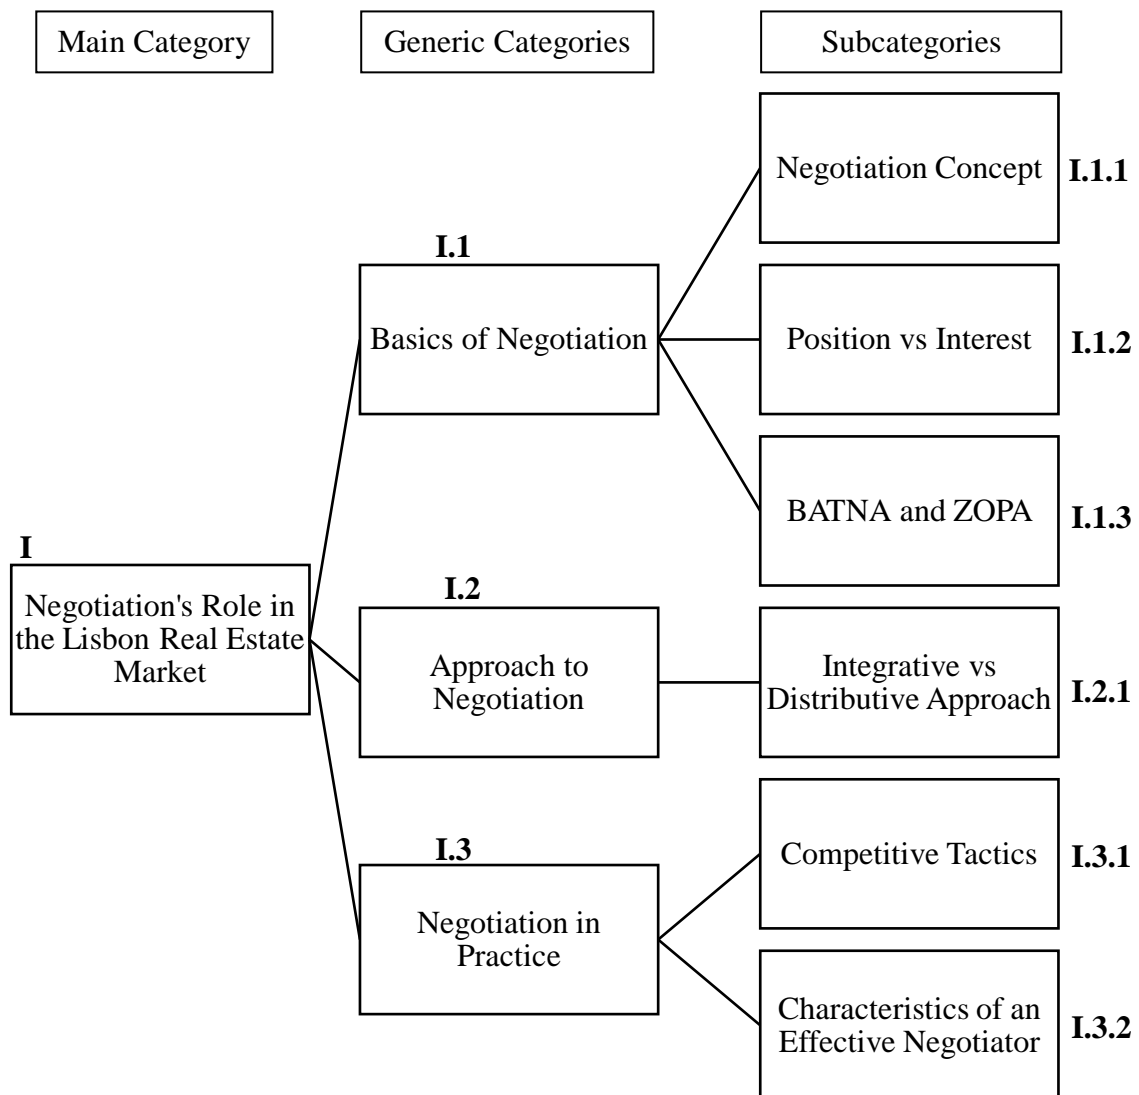 Main Category
Generic Categories
Subcategories
Negotiation Concept
I.1.1
I.1
Basics of Negotiation
Position vs Interest
I.1.2
BATNA and ZOPA
I.1.3
I
Negotiation's Role in
the Lisbon Real Estate
Market
I.2
Approach to
Negotiation
Integrative vs
Distributive Approach
I.2.1
I.3
Negotiation in
Practice
Competitive Tactics
I.3.1
Characteristics of an
Effective Negotiator
I.3.2